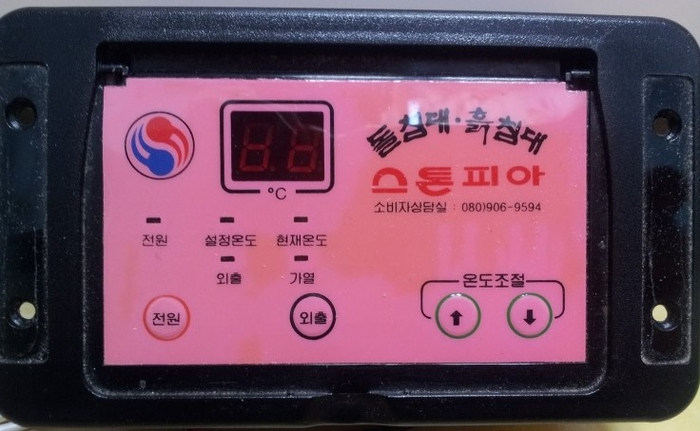 돌침대·흙침대
스톤피아
소비자상담실 : 080)906-9594
°C
전원 설정온도 현재온도
외출 가열
온도조절
전원 외출